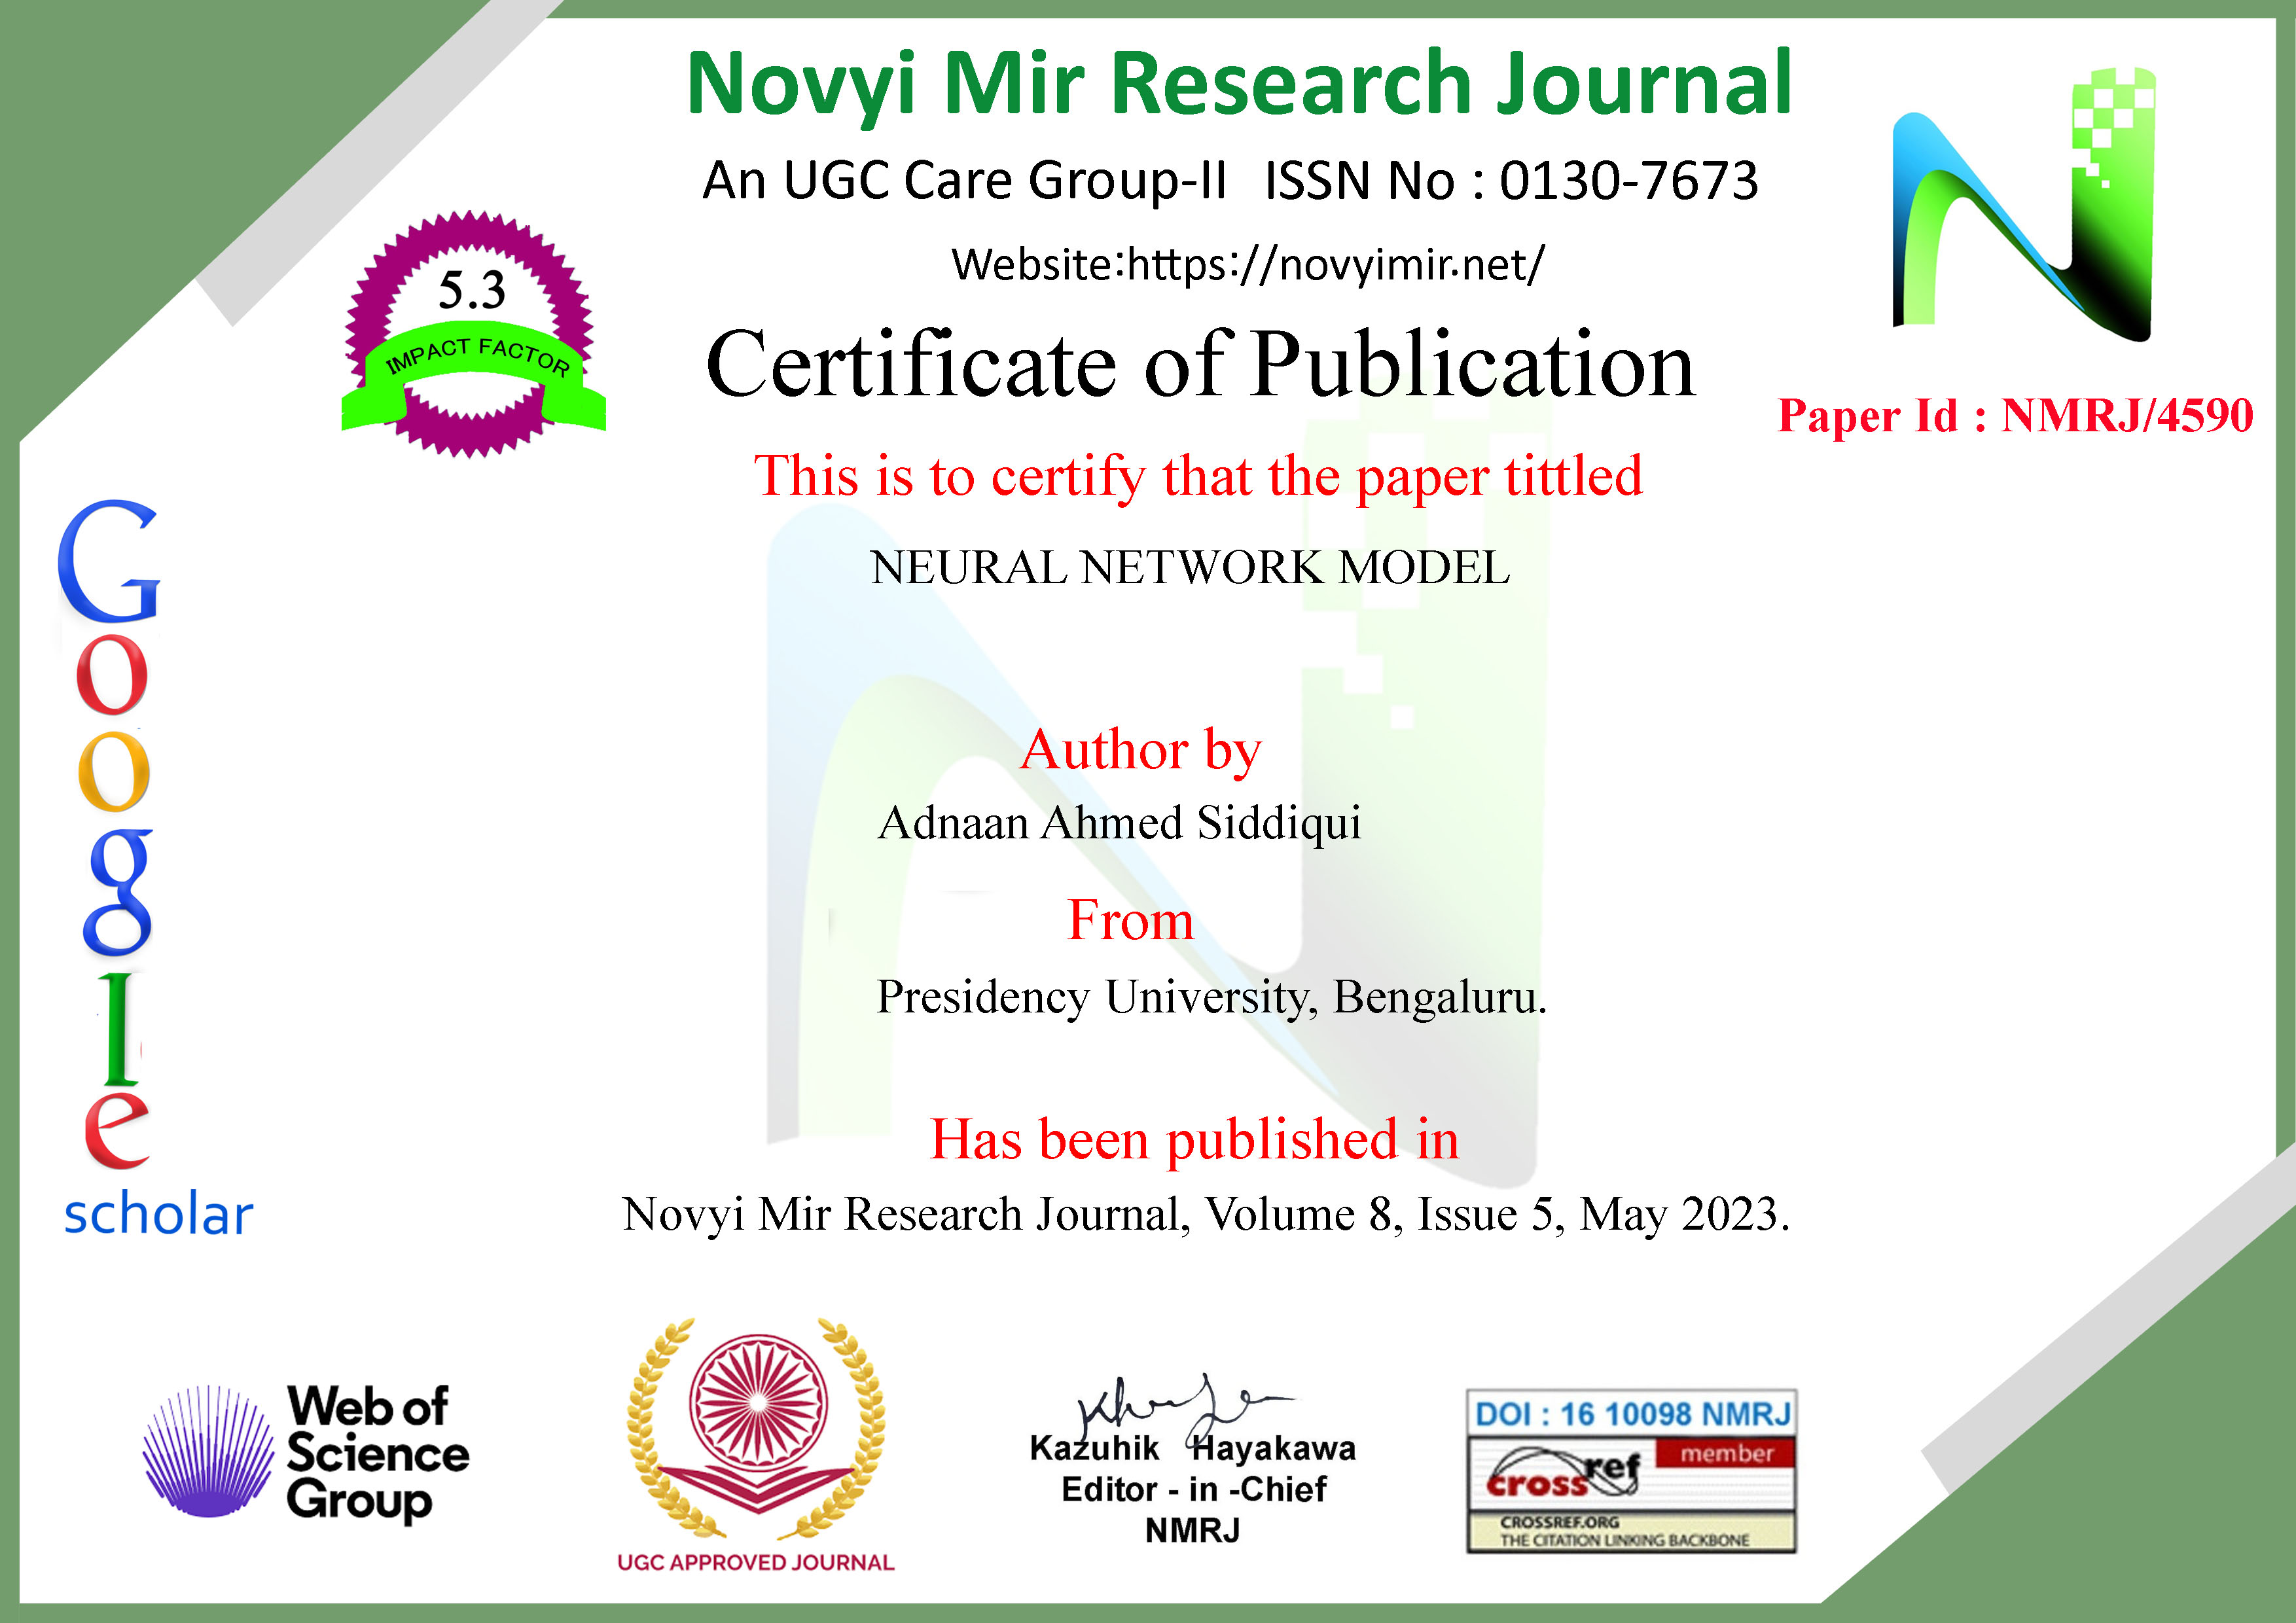 Novyi Mir Research Journal
An UGC Care Group-II ISSN No : 0130-7673
Website:https://novyimir.net/
5.3
IMPACT FACTOR
Certificate of Publication
Paper Id : NMRJ/4590
This is to certify that the paper tittled
NEURAL NETWORK MODEL
Author by
Adnaan Ahmed Siddiqui
From
Presidency University, Bengaluru.
Has been published in
Novyi Mir Research Journal, Volume 8, Issue 5, May 2023.
Google
scholar
Web of
Science
Group
UGC APPROVED JOURNAL
Kazuhik Hayakawa
Editor - in -Chief
NMRJ
DOI : 16 10098 NMRJ
crossref
member
CROSSREF.ORG
THE CITATION LINKING BACKBONE